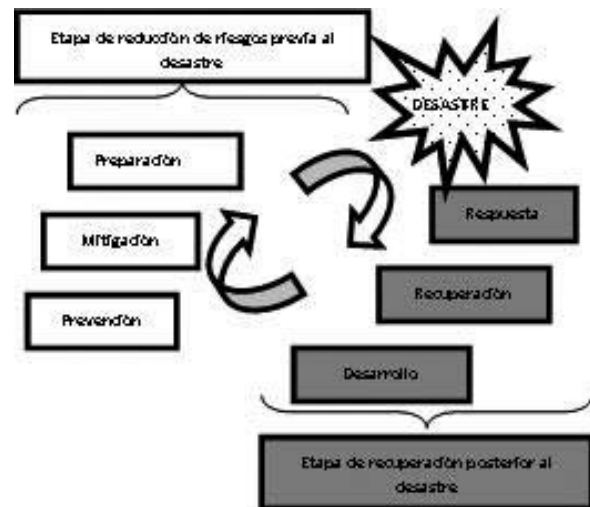 Etapa de reducción de riesgos previa al
desastre
DESASTRE
Preparación
Respuesta
Mitigación
Recuperación
Prevención
Desarrollo
Etapa de recuperación posterior al
desastre